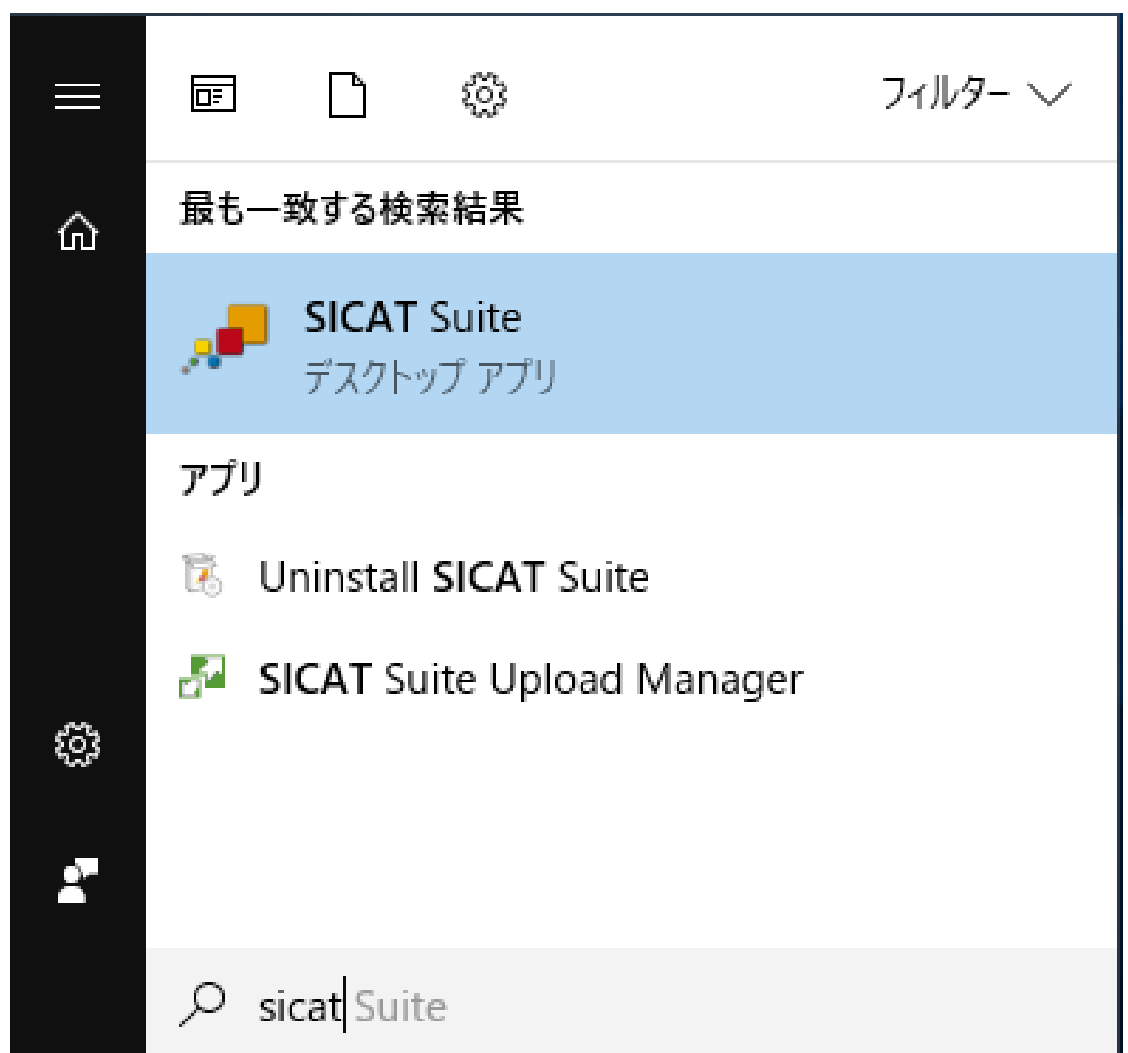 フィルター
最も一致する検索結果
SICAT Suite
デスクトップ アプリ
アプリ
Uninstall SICAT Suite
SICAT Suite Upload Manager
sicat Suite